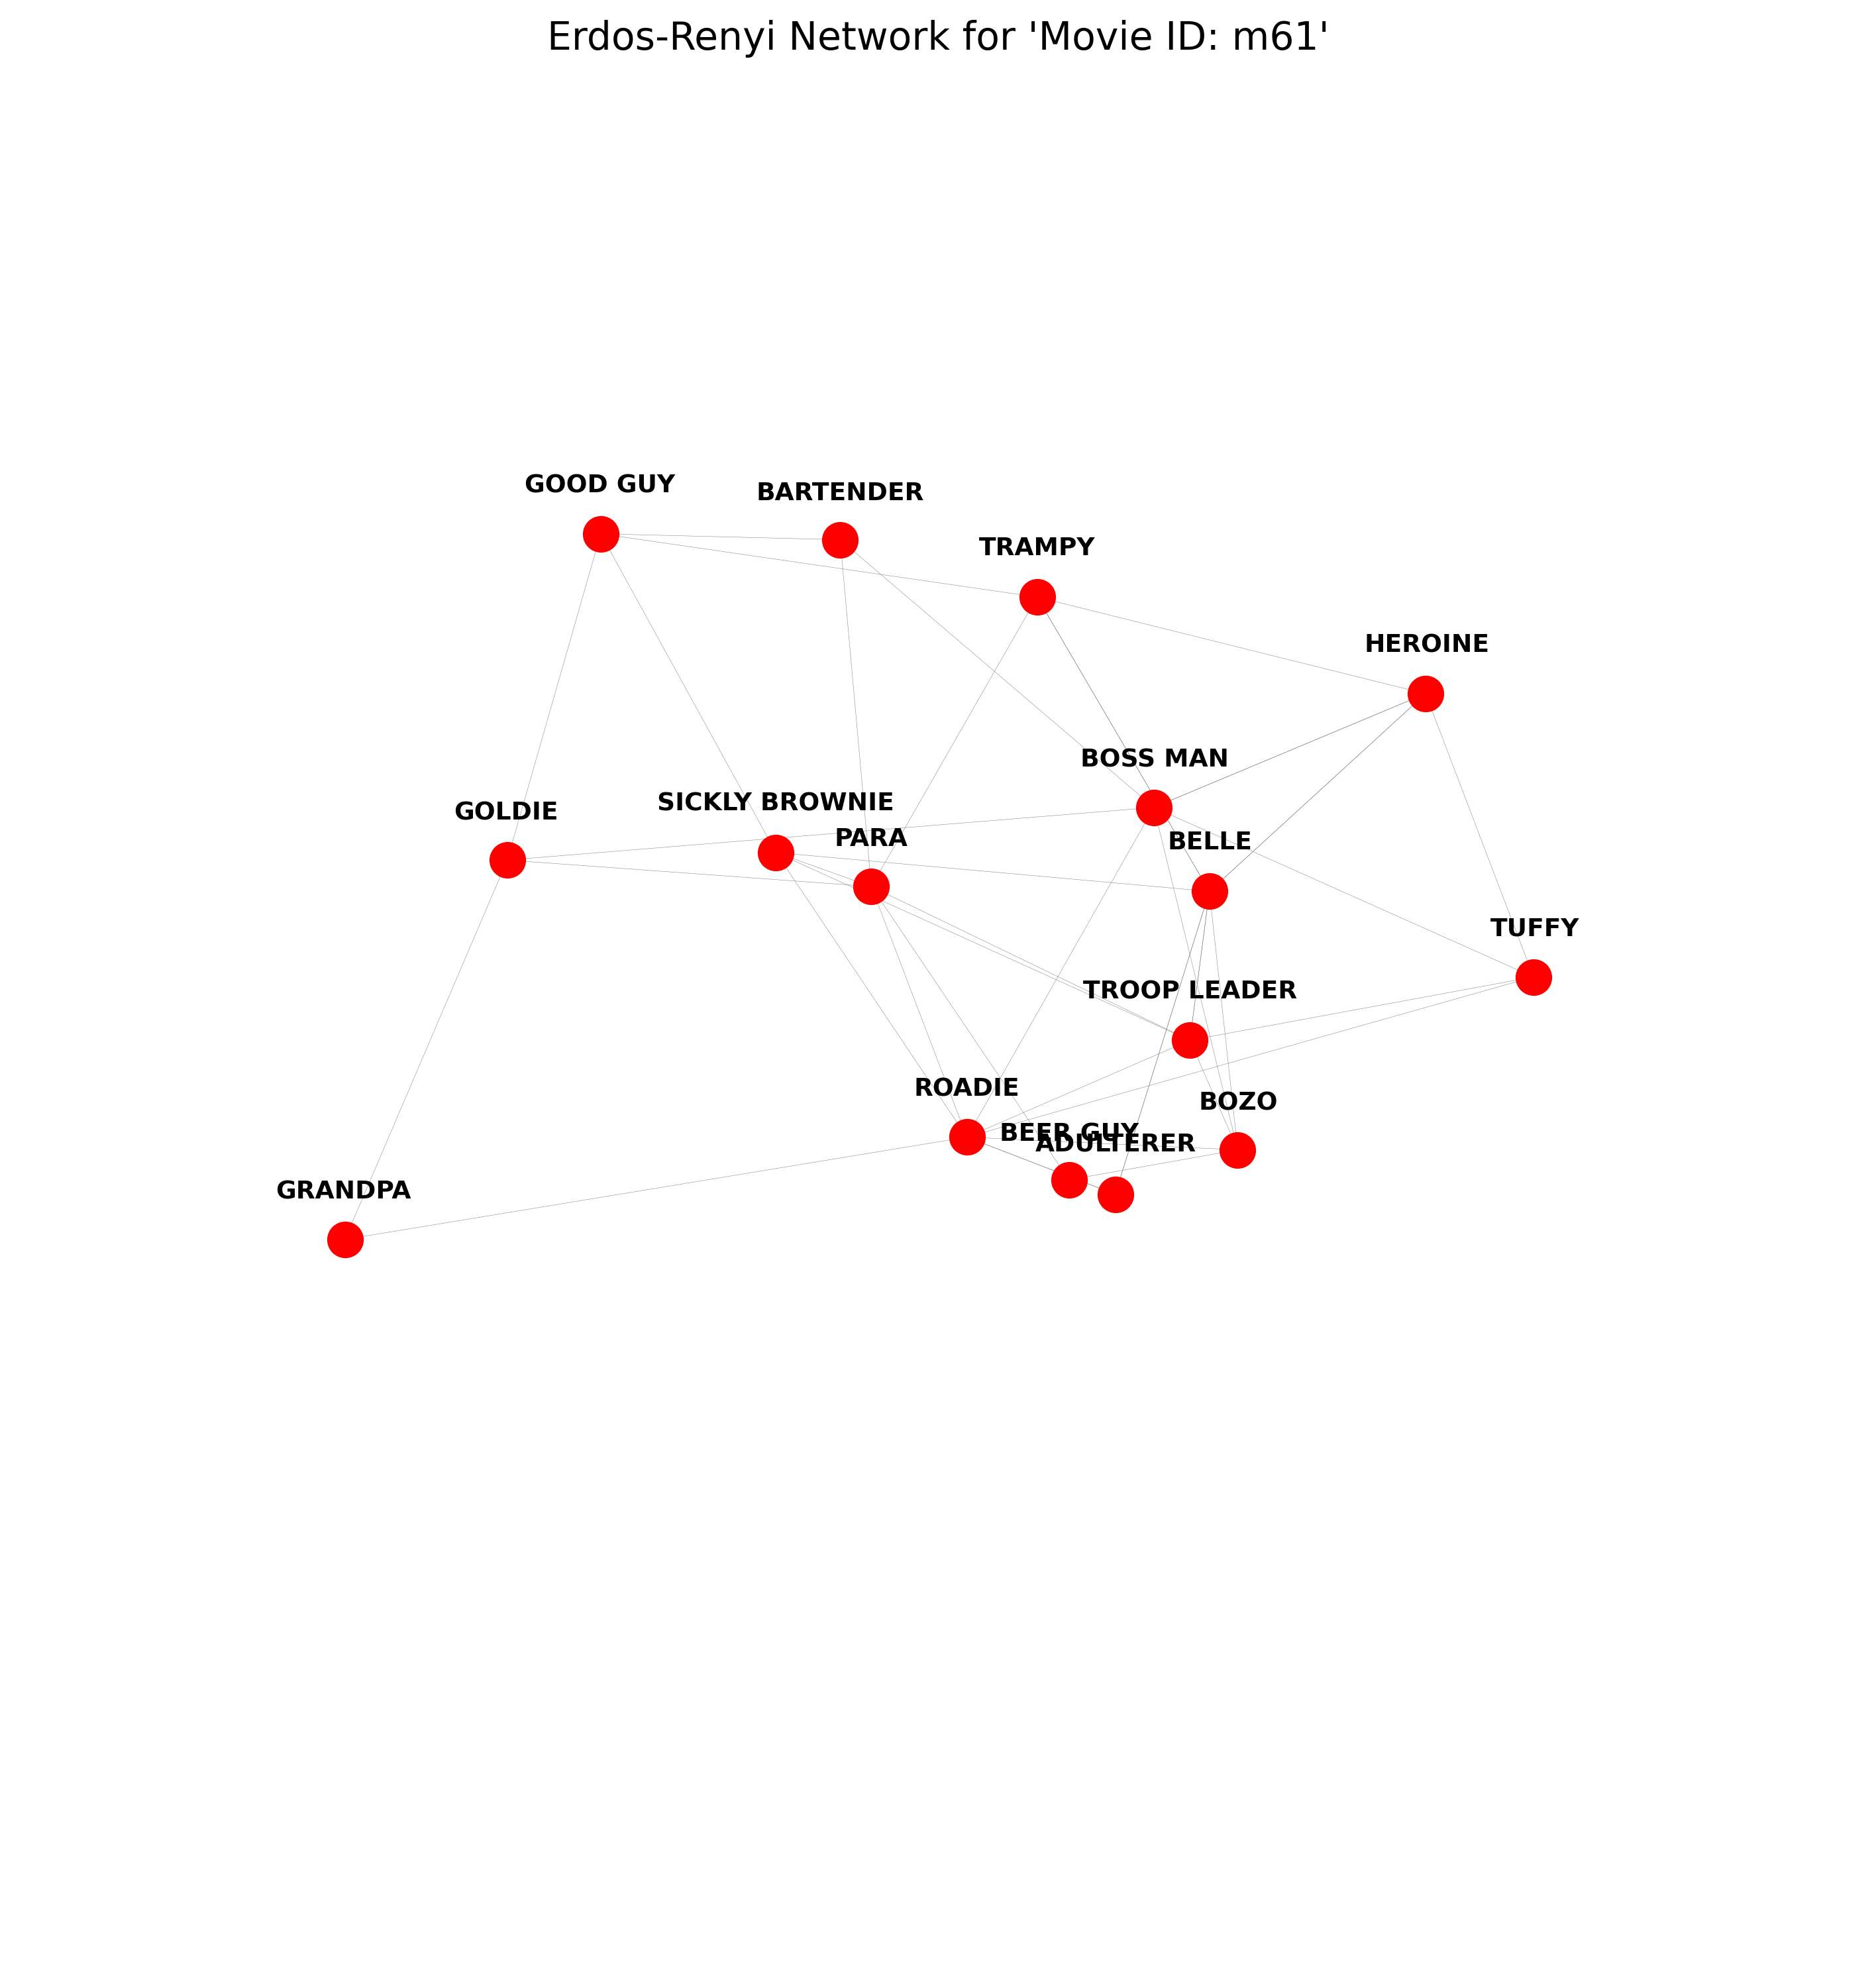 Erdos-Renyi Network for 'Movie ID: m61'
GOOD GUY
BARTENDER
TRAMPY
HEROINE
BOSS MAN
SICKLY BROWNIE
GOLDIE
PARA
BELLE
TUFFY
TROOP LEADER
ROADIE
BOZO
BEER GUY
ADULTERER
GRANDPA